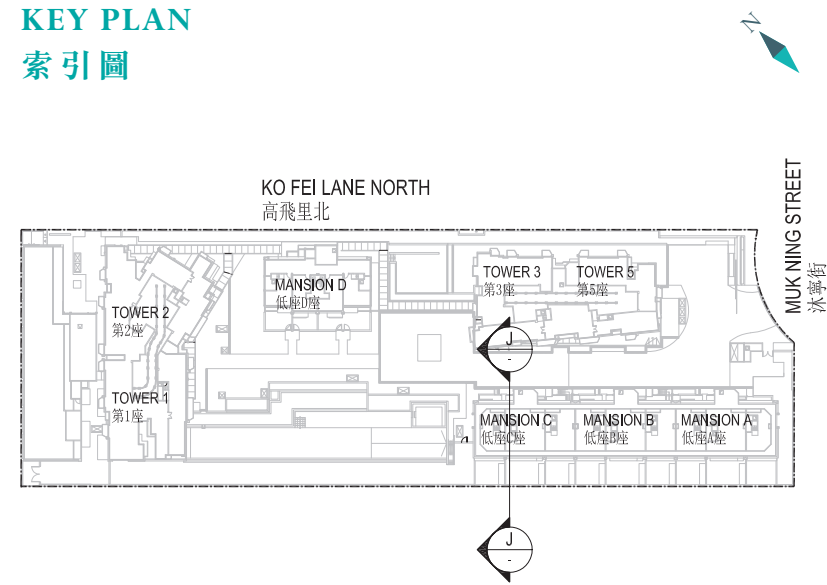 KEY PLAN
索引圖
N
KO FEI LANE NORTH
高飛里北
MUK NING STREET
沐寧街
MANSION D
低座D座
TOWER 3
第3座
TOWER 5
第5座
TOWER 2
第2座
TOWER 1
第1座
J
-
MANSION C
低座C座
MANSION B
低座B座
MANSION A
低座A座
J
-